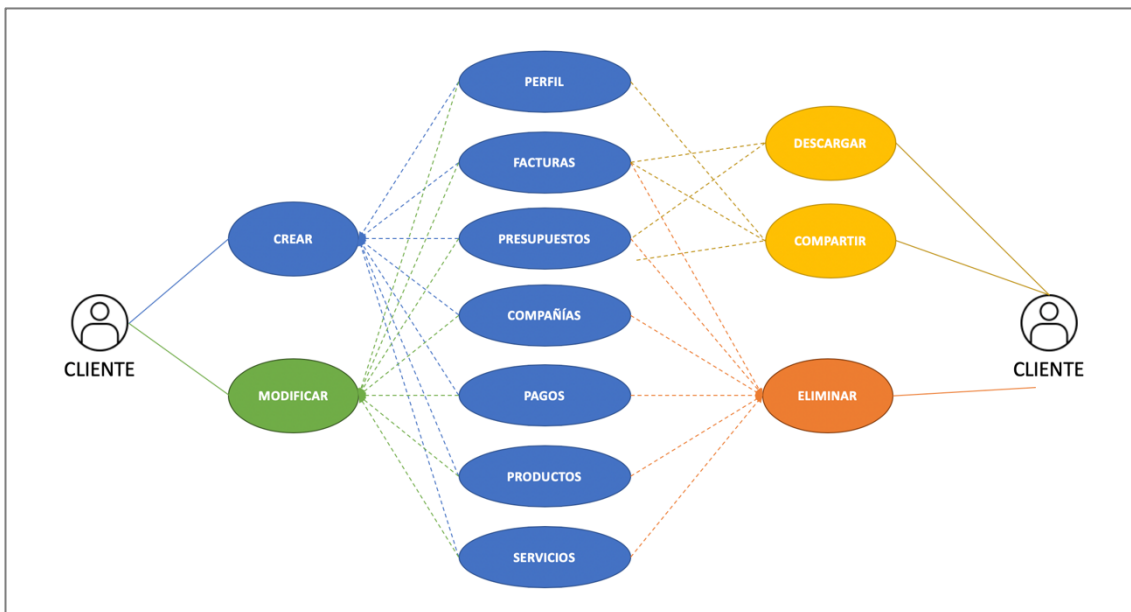 PERFIL
FACTURAS
PRESUPUESTOS
COMPAÑÍAS
PAGOS
PRODUCTOS
SERVICIOS
CREAR
MODIFICAR
CLIENTE
DESCARGAR
COMPARTIR
ELIMINAR
CLIENTE